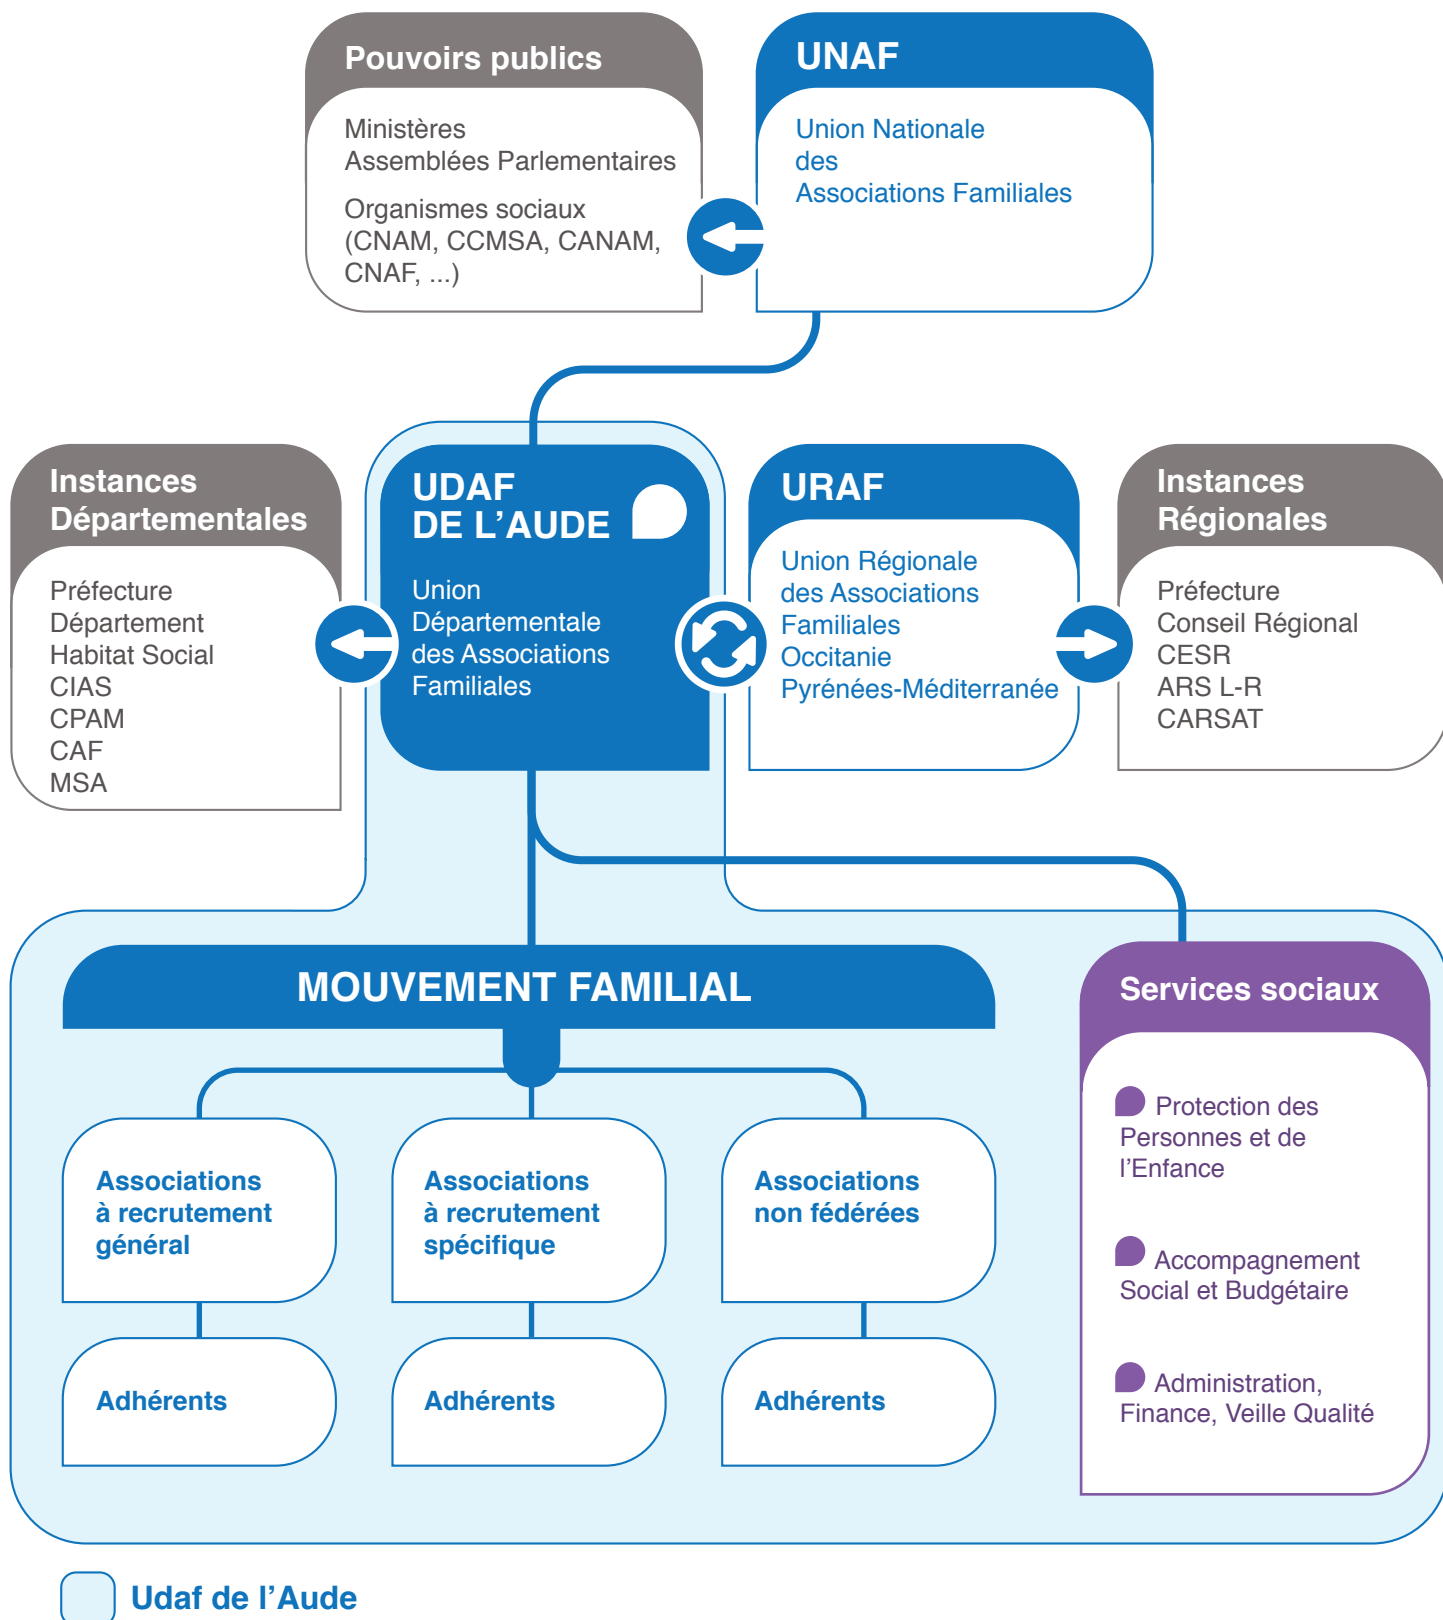 Pouvoirs publics
Ministères
Assemblées Parlementaires
Organismes sociaux
(CNAM, CCMSA, CANAM,
CNAF, ...)
UNAF
Union Nationale
des
Associations Familiales
Instances
Départementales
Préfecture
Département
Habitat Social
CIAS
CPAM
CAF
MSA
UDAF
DE L’AUDE
Union
Départementale
des Associations
Familiales
URAF
Union Régionale
des Associations
Familiales
Occitanie
Pyrénées-Méditerranée
Instances
Régionales
Préfecture
Conseil Régional
CESR
ARS L-R
CARSAT
MOUVEMENT FAMILIAL
Associations
à recrutement
général
Associations
à recrutement
spécifique
Associations
non fédérées
Adhérents
Adhérents
Adhérents
Services sociaux
Protection des
Personnes et de
l’Enfance
Accompagnement
Social et Budgétaire
Administration,
Finance, Veille Qualité
Udaf de l’Aude